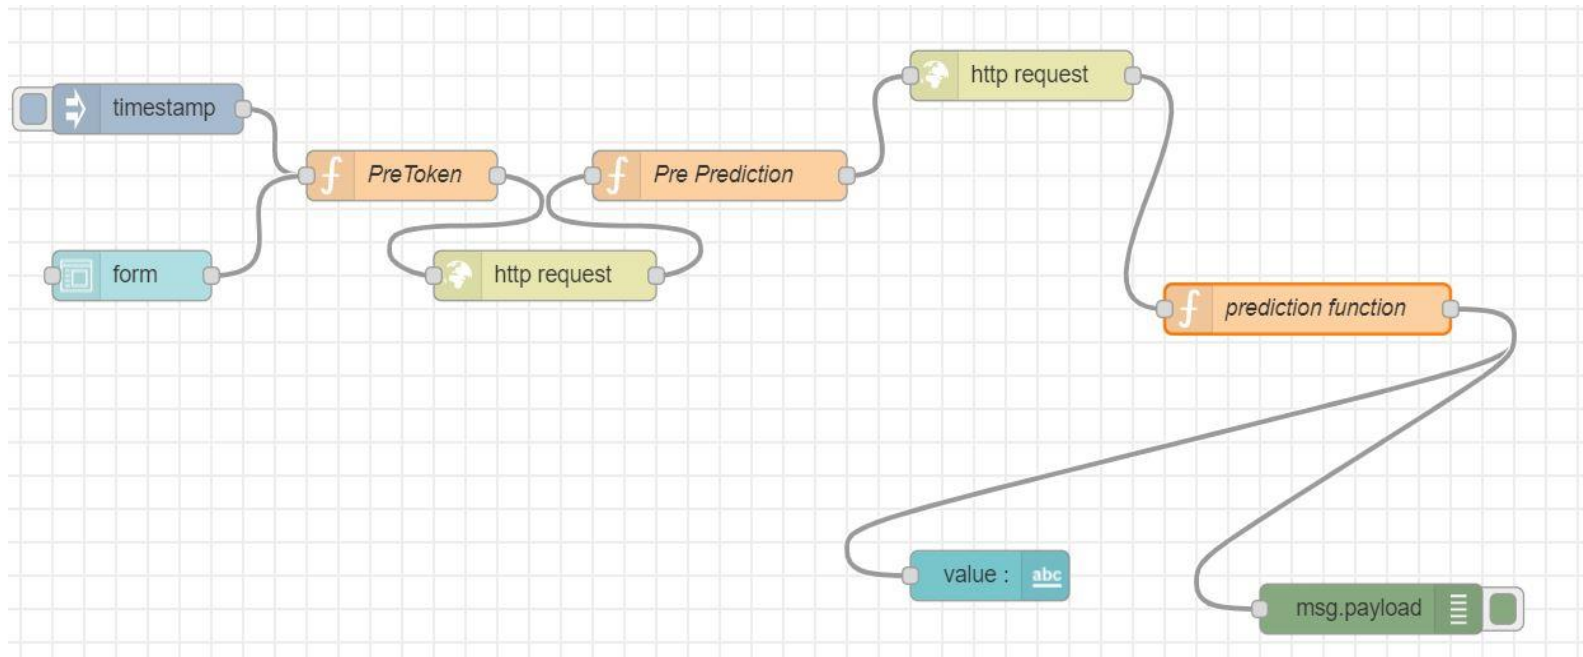 http request
timestamp
PreToken
Pre Prediction
form
http request
prediction function
value :
abc
msg.payload